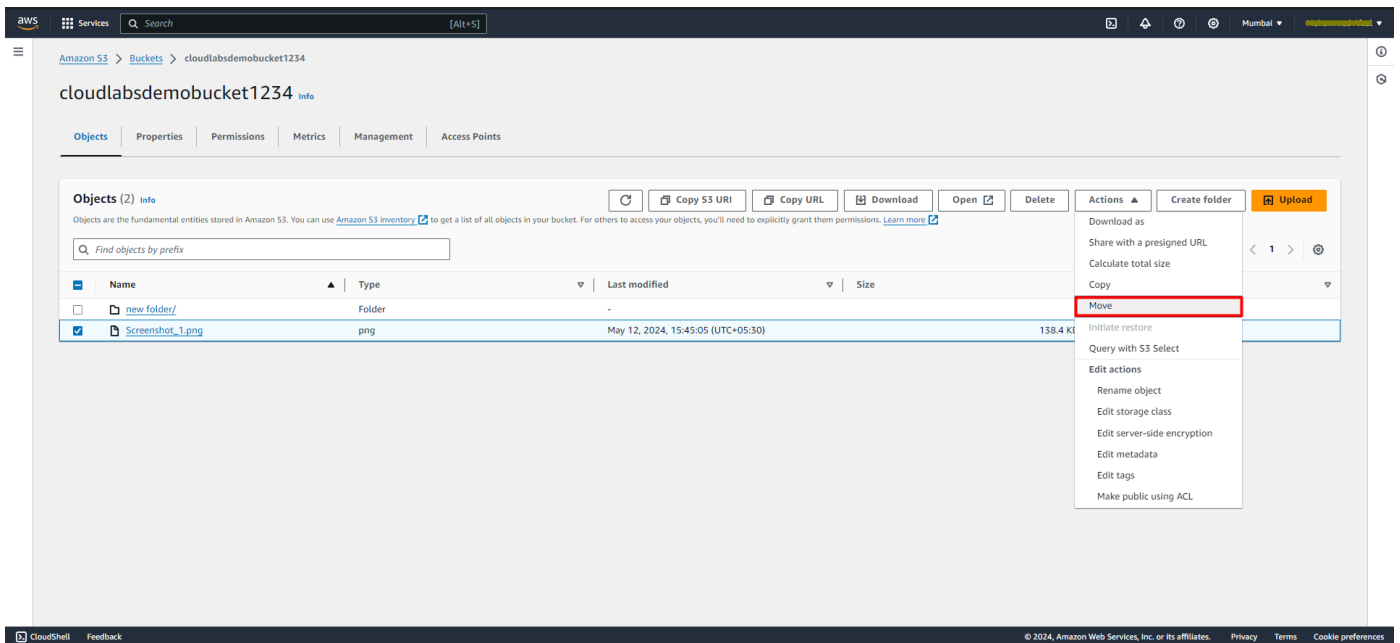 aws Services Search [Alt+S] Mumbai
Amazon S3 > Buckets > cloudlabsdemobucket1234
cloudlabsdemobucket1234 Info
Objects Properties Permissions Metrics Management Access Points
Objects (2) Info Copy S3 URI Copy URL Download Open Delete Actions Create folder Upload
Objects are the fundamental entities stored in Amazon S3. You can use Amazon S3 inventory to get a list of all objects in your bucket. For others to access your objects, you'll need to explicitly grant them permissions. Learn more
Find objects by prefix
< 1 >
Name Type Last modified Size
new folder/ Folder -
Screenshot_1.png png May 12, 2024, 15:45:05 (UTC+05:30) 138.4
Download as
Share with a presigned URL
Calculate total size
Copy
Move
Initiate restore
Query with S3 Select
Edit actions
Rename object
Edit storage class
Edit server-side encryption
Edit metadata
Edit tags
Make public using ACL
CloudShell Feedback © 2024, Amazon Web Services, Inc. or its affiliates. Privacy Terms Cookie preferences